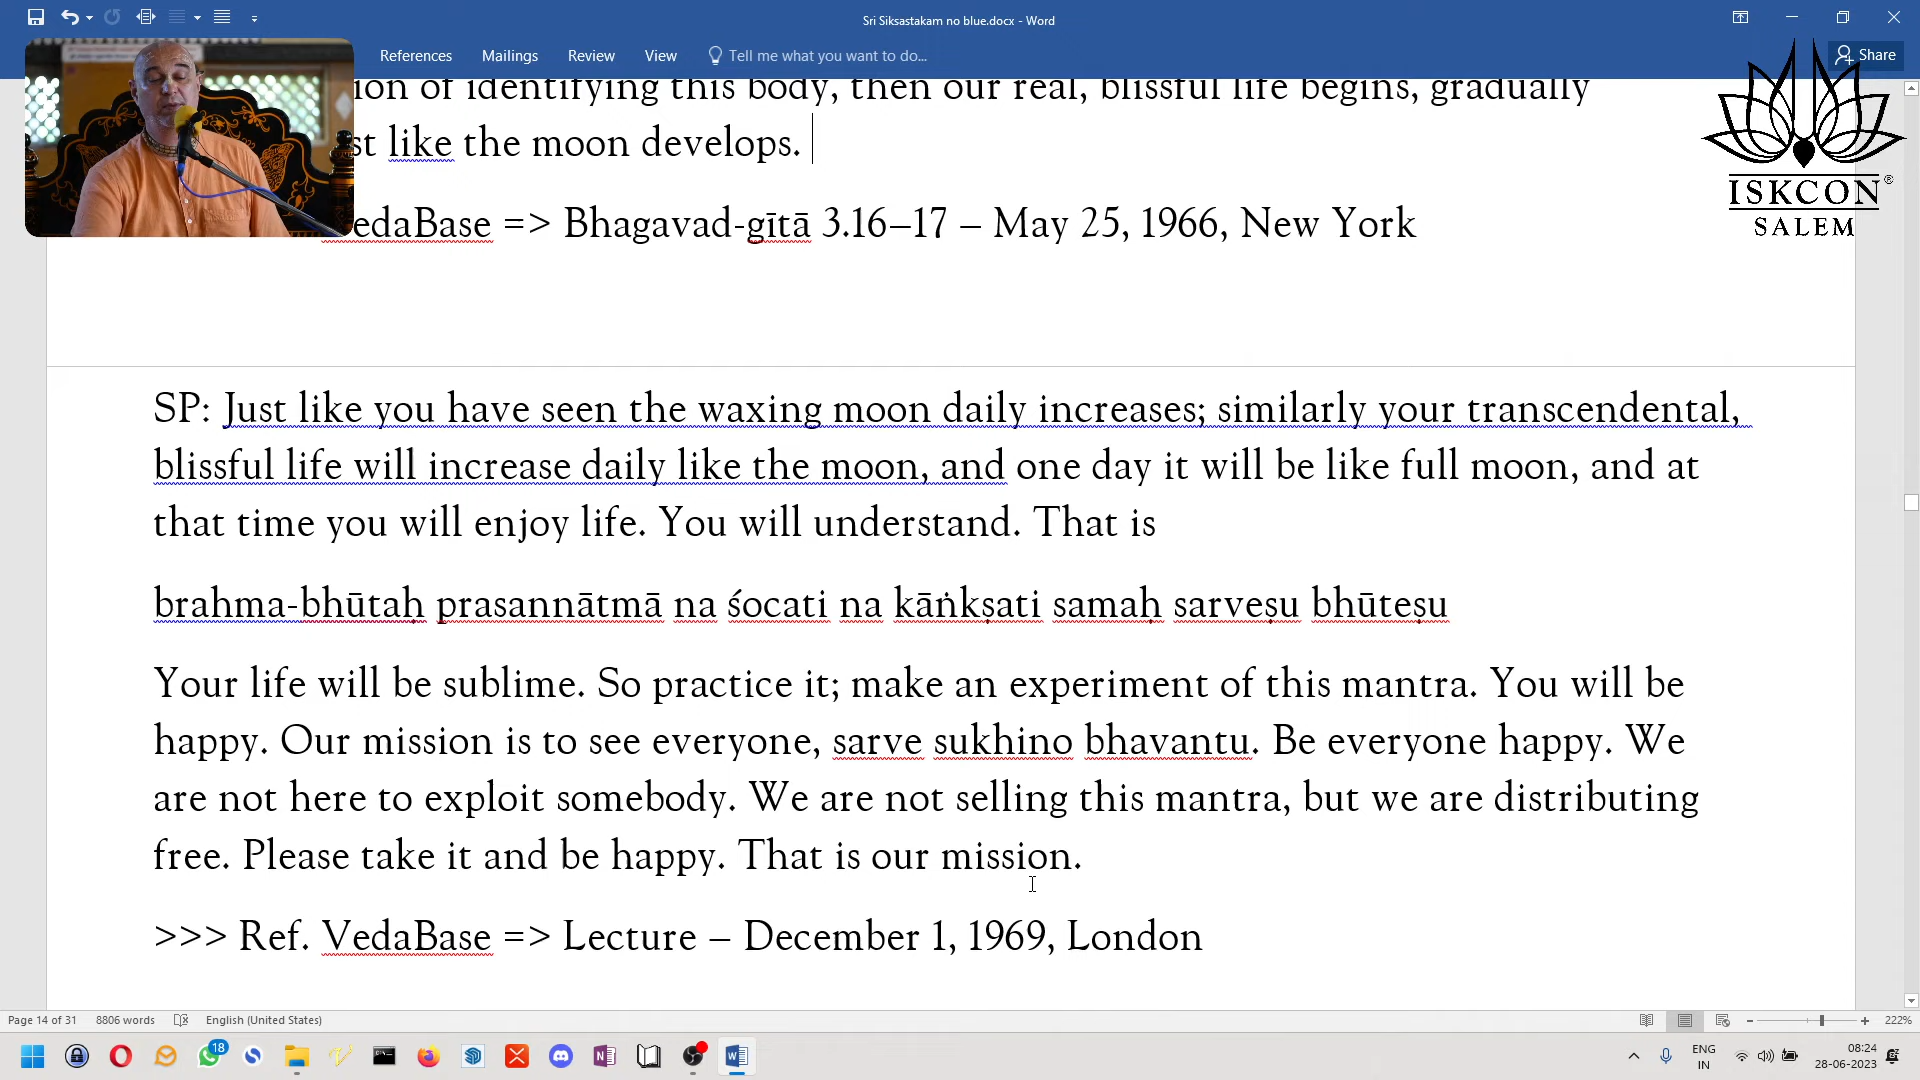 Sri Siksastakam no blue.docx - Word
References Mailings Review View Tell me what you want to do... Share
ion of identifying this body, then our real, blissful life begins, gradually
st like the moon develops.
edaBase => Bhagavad-gītā 3.16–17 – May 25, 1966, New York
ISKCON®
SALEM
SP: Just like you have seen the waxing moon daily increases; similarly your transcendental,
blissful life will increase daily like the moon, and one day it will be like full moon, and at
that time you will enjoy life. You will understand. That is
brahma-bhūtaḥ prasannātmā na śocati na kāṅkṣati samaḥ sarveṣu bhūteṣu
Your life will be sublime. So practice it; make an experiment of this mantra. You will be
happy. Our mission is to see everyone, sarve sukhino bhavantu. Be everyone happy. We
are not here to exploit somebody. We are not selling this mantra, but we are distributing
free. Please take it and be happy. That is our mission.
>>> Ref. VedaBase => Lecture – December 1, 1969, London
Page 14 of 31 8806 words English (United States) 222%
18
ENG
IN
08:24
28-06-2023